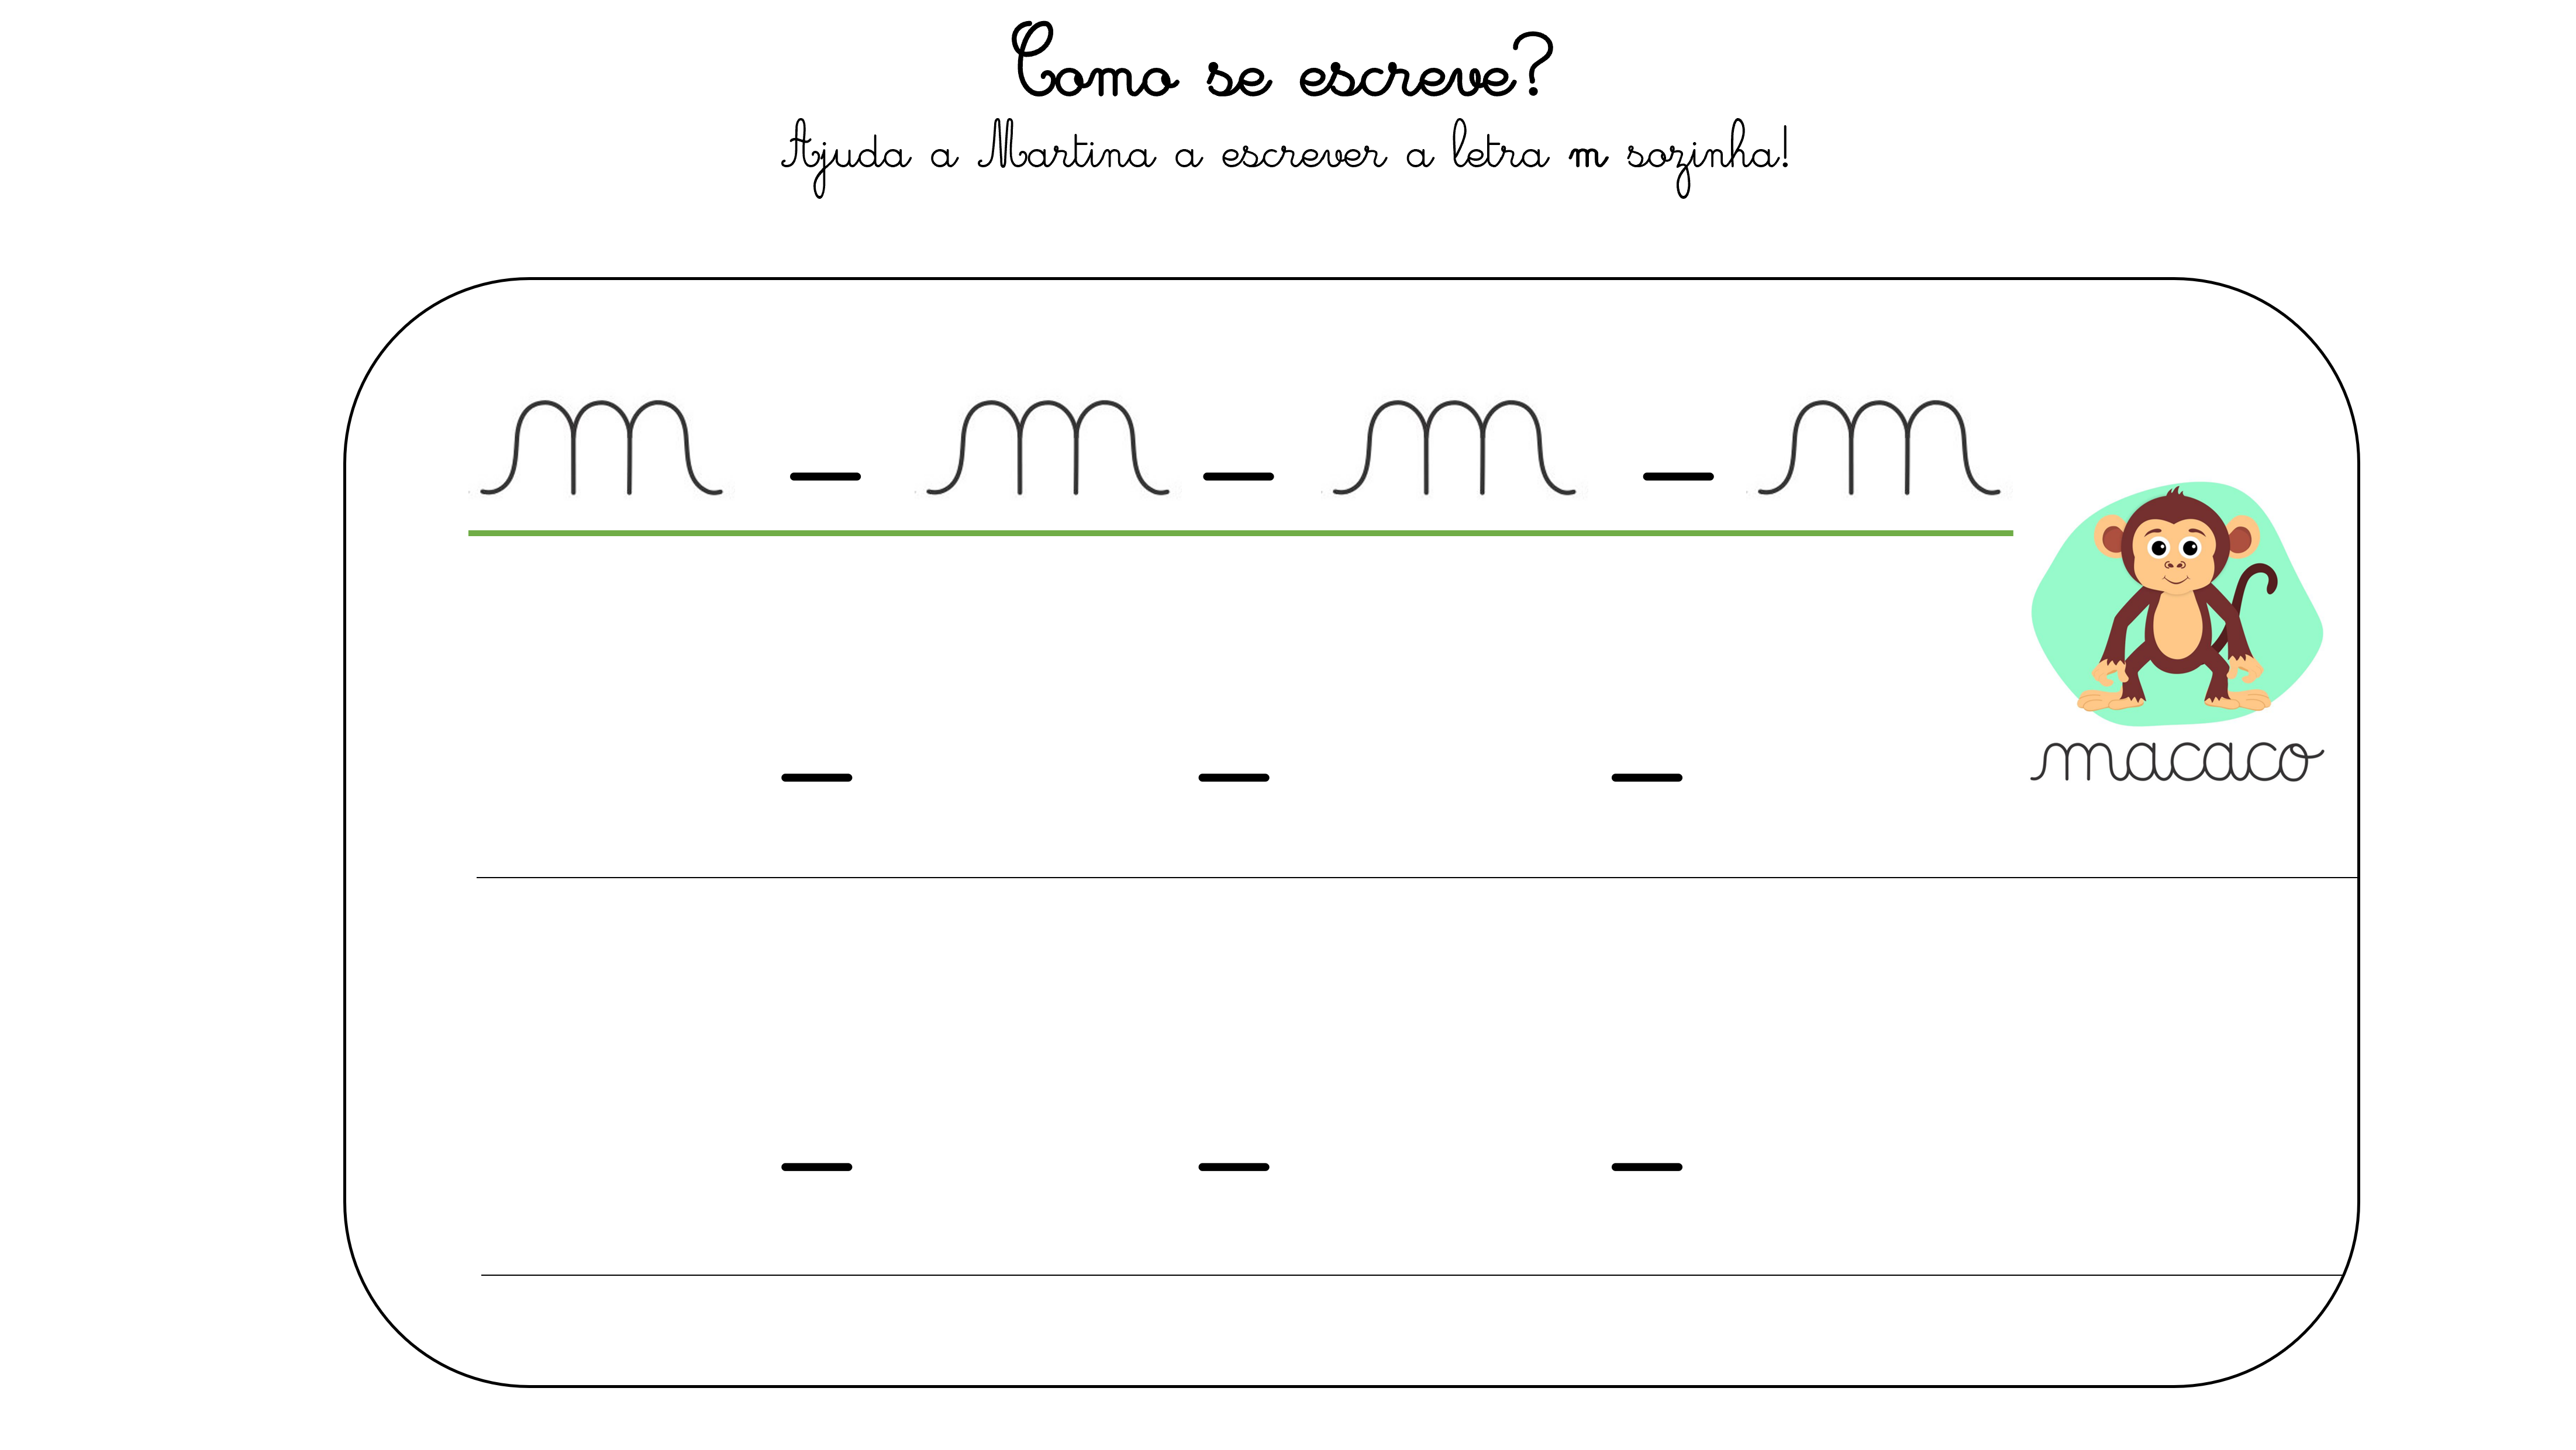 Como se escreve?
Ajuda a Martina a escrever a letra m sozinha!
m - m - m - m
macaco
- - -
- - -